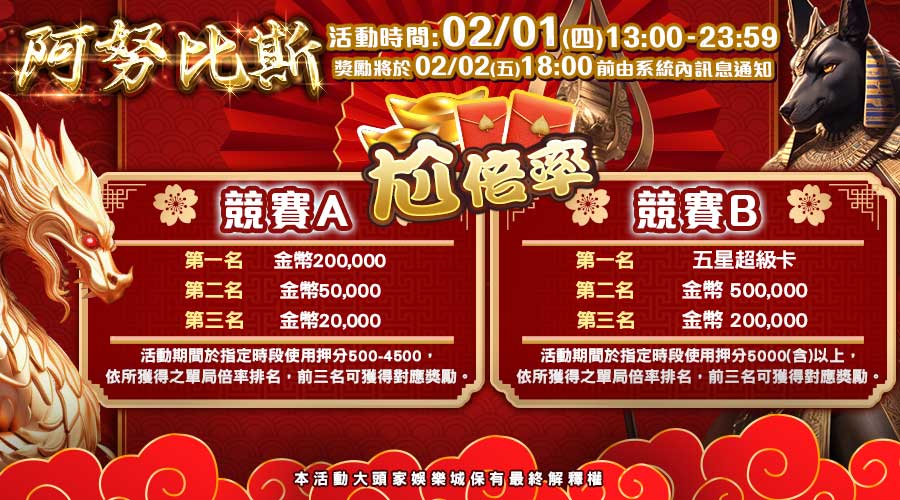 阿努比斯
活動時間:02/01(四)13:00-23:59
獎勵將於02/02(五)18:00前由系統內訊息通知
尬倍率
競賽A
第一名 金幣200,000
第二名 金幣50,000
第三名 金幣20,000
活動期間於指定時段使用押分500-4500，
依所獲得之單局倍率排名，前三名可獲得對應獎勵。
競賽B
第一名 五星超級卡
第二名 金幣 500,000
第三名 金幣 200,000
活動期間於指定時段使用押分5000(含)以上，
依所獲得之單局倍率排名，前三名可獲得對應獎勵。
本活動大頭家娛樂城保有最終解釋權